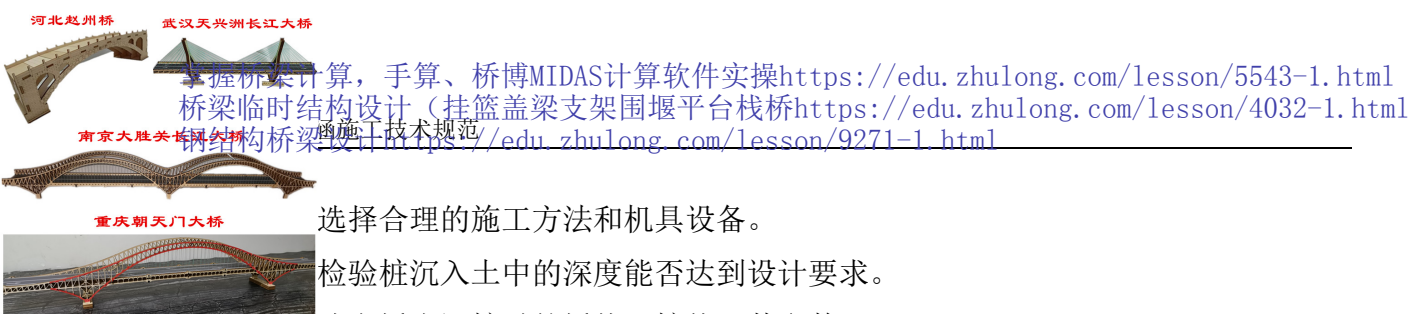 河北赵州桥
武汉天兴洲长江大桥
掌握桥梁计算，手算、桥博MIDAS计算软件实操https://edu.zhulong.com/lesson/5543-1.html
桥梁临时结构设计（挂篮盖梁支架围堰平台栈桥https://edu.zhulong.com/lesson/4032-1.html
南京大胜关长江大桥
钢结构桥梁设计https://edu.zhulong.com/lesson/9271-1.html
涵施工技术规范
重庆朝天门大桥
选择合理的施工方法和机具设备。
检验桩沉入土中的深度能否达到设计要求。